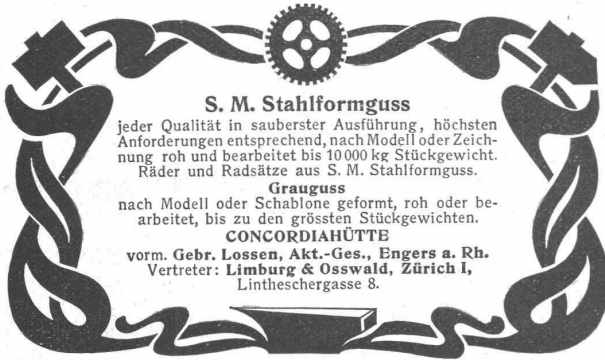 S. M. Stahlformguss
jeder Qualität in sauberster Ausführung, höchsten
Anforderungen entsprechend, nach Modell oder Zeich-
nung roh und bearbeitet bis 10 000 kg Stückgewicht.
Räder und Radsätze aus S. M. Stahlformguss.
Grauguss
nach Modell oder Schablone geformt, roh oder be-
arbeitet, bis zu den grössten Stückgewichten.
CONCORDIAHÜTTE
vorm. Gebr. Lossen, Akt.-Ges., Engers a. Rh.
Vertreter: Limburg & Osswald, Zürich I,
Lintheschergasse 8.